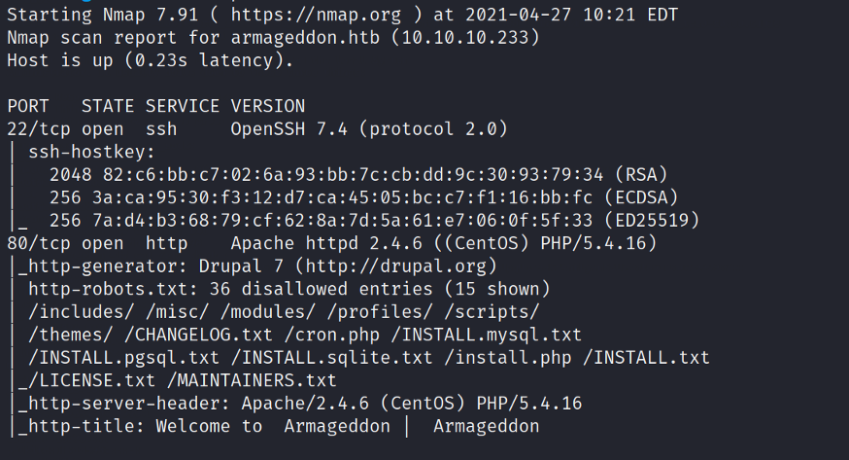 Starting Nmap 7.91 ( https://nmap.org ) at 2021-04-27 10:21 EDT
Nmap scan report for armageddon.htb (10.10.10.233)
Host is up (0.23s latency).
PORT   STATE SERVICE VERSION
22/tcp open  ssh     OpenSSH 7.4 (protocol 2.0)
| ssh-hostkey:
|   2048 82:c6:bb:c7:02:6a:93:bb:7c:cb:dd:9c:30:93:79:34 (RSA)
|   256 3a:ca:95:30:f3:12:d7:ca:45:05:bc:c7:f1:16:bb:fc (ECDSA)
|_  256 7a:d4:b3:68:79:cf:62:8a:7d:5a:61:e7:06:0f:5f:33 (ED25519)
80/tcp open  http    Apache httpd 2.4.6 ((CentOS) PHP/5.4.16)
|_http-generator: Drupal 7 (http://drupal.org)
| http-robots.txt: 36 disallowed entries (15 shown)
| /includes/ /misc/ /modules/ /profiles/ /scripts/
| /themes/ /CHANGELOG.txt /cron.php /INSTALL.mysql.txt
| /INSTALL.pgsql.txt /INSTALL.sqlite.txt /install.php /INSTALL.txt
|_/LICENSE.txt /MAINTAINERS.txt
|_http-server-header: Apache/2.4.6 (CentOS) PHP/5.4.16
|_http-title: Welcome to  Armageddon |  Armageddon